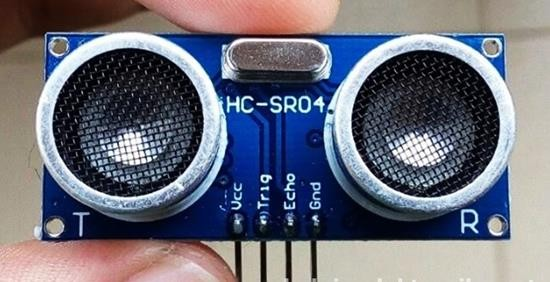 HC-SR04
Vcc
Trig
Echo
Gnd
T
R